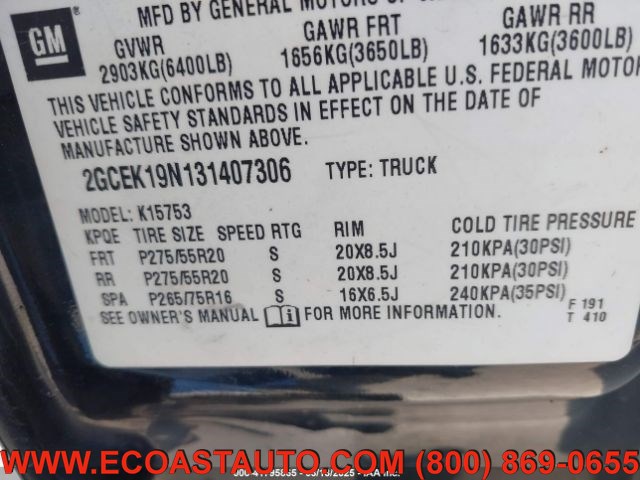 MFD BY GENERAL MOTORS OF
GM
GVWR GAWR FRT GAWR RR
2903KG(6400LB) 1656KG(3650LB) 1633KG(3600LB)
THIS VEHICLE CONFORMS TO ALL APPLICABLE U.S. FEDERAL MOTOR
VEHICLE SAFETY STANDARDS IN EFFECT ON THE DATE OF
MANUFACTURE SHOWN ABOVE.
2GCEK19N131407306 TYPE: TRUCK
MODEL: K15753
KPQE TIRE SIZE SPEED RTG RIM COLD TIRE PRESSURE
FRT P275/55R20 S 20X8.5J 210KPA(30PSI)
RR P275/55R20 S 20X8.5J 210KPA(30PSI)
SPA P265/75R16 S 16X6.5J 240KPA(35PSI)
SEE OWNER'S MANUAL FOR MORE INFORMATION.
F 191
T 410
WWW.ECOASTAUTO.COM (800) 869-0655